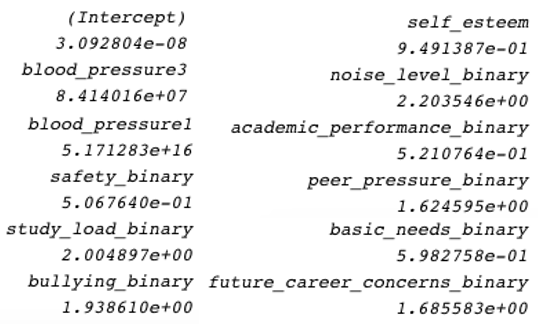 (Intercept) self_esteem
3.092804e-08 9.491387e-01
blood_pressure3 noise_level_binary
8.414016e+07 2.203546e+00
blood_pressure1 academic_performance_binary
5.171283e+16 5.210764e-01
safety_binary peer_pressure_binary
5.067640e-01 1.624595e+00
study_load_binary basic_needs_binary
2.004897e+00 5.982758e-01
bullying_binary future_career_concerns_binary
1.938610e+00 1.685583e+00